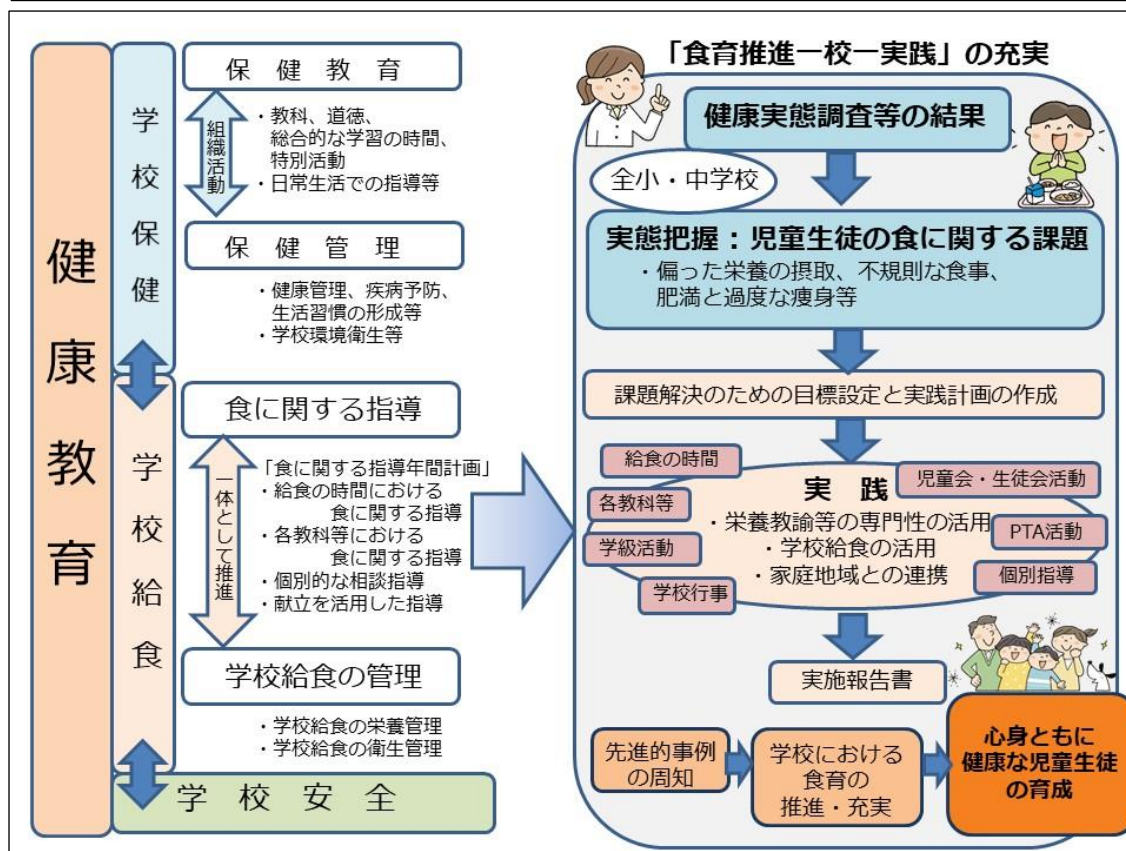 健康教育
学校保健
保健教育
組織活動
・教科、道徳、
総合的な学習の時間、
特別活動
・日常生活での指導等
保健管理
・健康管理、疾病予防、
生活習慣の形成等
・学校環境衛生等
学校給食
食に関する指導
一体として推進
「食に関する指導年間計画」
・給食の時間における
食に関する指導
・各教科等における
食に関する指導
・個別的な相談指導
・献立を活用した指導
学校給食の管理
・学校給食の栄養管理
・学校給食の衛生管理
学校安全
「食育推進一校一実践」の充実
健康実態調査等の結果
全小・中学校
実態把握：児童生徒の食に関する課題
・偏った栄養の摂取、不規則な食事、
肥満と過度な痩身等
課題解決のための目標設定と実践計画の作成
給食の時間
各教科等
学級活動
学校行事
実践
・栄養教諭等の専門性の活用
・学校給食の活用
・家庭地域との連携
児童会・生徒会活動
PTA活動
個別指導
実施報告書
先進的事例
の周知
学校における
食育の
推進・充実
心身ともに
健康な児童生徒
の育成